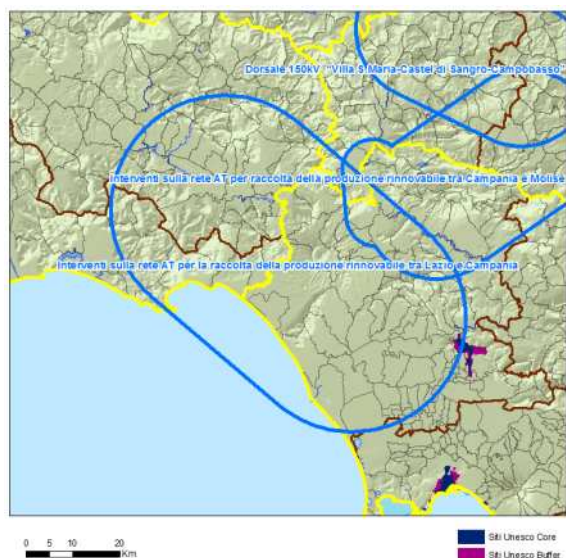 Dorsale 150kV "Villa S.Maria-Castel di Sangro-Campobasso"
Interventi sulla rete AT per raccolta della produzione rinnovabile tra Campania e Molise
Interventi sulla rete AT per la raccolta della produzione rinnovabile tra Lazio e Campania
0 5 10 20
Km
Siti Unesco Core
Siti Unesco Buffer